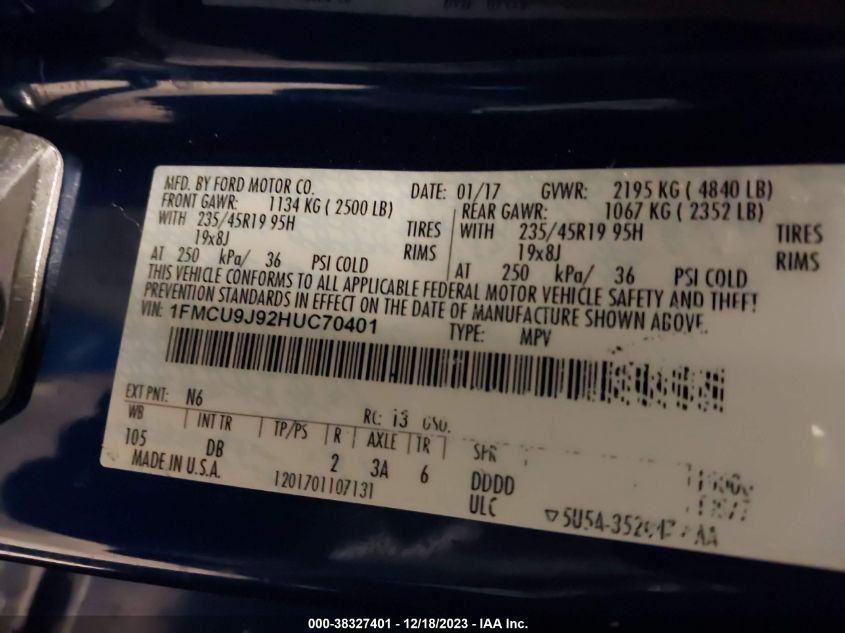 MFD. BY FORD MOTOR CO. DATE: 01/17 GVWR: 2195 KG ( 4840 LB)
FRONT GAWR: 1134 KG ( 2500 LB) REAR GAWR: 1067 KG ( 2352 LB)
WITH 235/45R19 95H TIRES WITH 235/45R19 95H TIRES
19x8J RIMS 19x8J RIMS
AT 250 kPa/ 36 PSI COLD AT 250 kPa/ 36 PSI COLD
THIS VEHICLE CONFORMS TO ALL APPLICABLE FEDERAL MOTOR VEHICLE SAFETY AND THEFT
PREVENTION STANDARDS IN EFFECT ON THE DATE OF MANUFACTURE SHOWN ABOVE.
VIN: 1FMCU9J92HUC70401 TYPE: MPV
EXT PNT: N6 RC: 13
WB INT TR TP/PS R AXLE TR SPR
105 DB 2 3A 6 DDDD
MADE IN U.S.A. 1201701107131 ULC
000-38327401 - 12/18/2023 - IAA Inc.